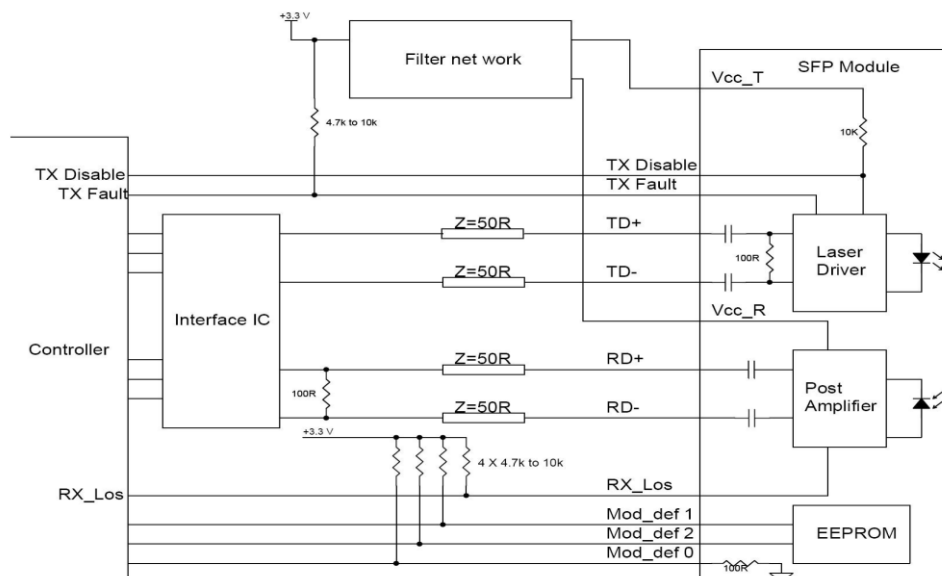 +3.3 V
Filter net work
SFP Module
Vcc_T
4.7k to 10k
10K
TX Disable
TX Disable
TX Fault
TX Fault
Z=50R
TD+
100R
Laser
Driver
Z=50R
TD-
Interface IC
Vcc_R
Controller
Z=50R
RD+
100R
Post
Amplifier
Z=50R
RD-
+3.3 V
4 X 4.7k to 10k
RX_Los
RX_Los
Mod_def 1
Mod_def 2
EEPROM
Mod_def 0
100R